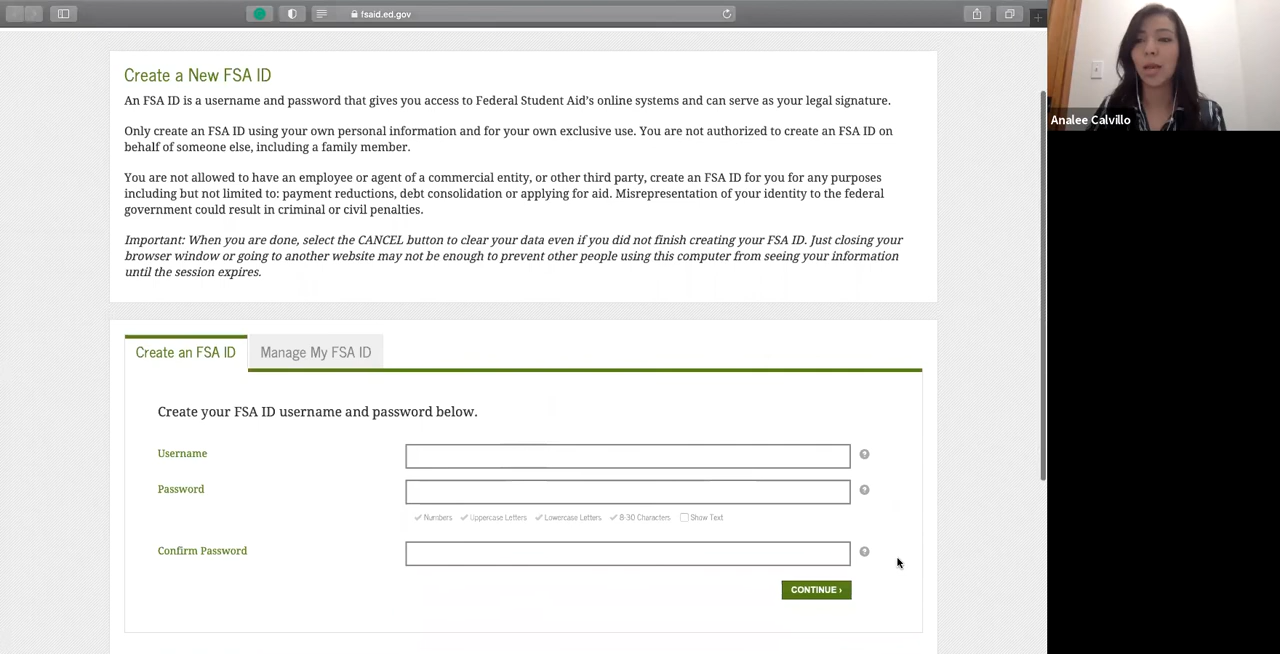 fsaid.ed.gov
Create a New FSA ID
An FSA ID is a username and password that gives you access to Federal Student Aid's online systems and can serve as your legal signature.
Only create an FSA ID using your own personal information and for your own exclusive use. You are not authorized to create an FSA ID on
behalf of someone else, including a family member.
You are not allowed to have an employee or agent of a commercial entity, or other third party, create an FSA ID for you for any purposes
including but not limited to: payment reductions, debt consolidation or applying for aid. Misrepresentation of your identity to the federal
government could result in criminal or civil penalties.
Important: When you are done, select the CANCEL button to clear your data even if you did not finish creating your FSA ID. Just closing your
browser window or going to another website may not be enough to prevent other people using this computer from seeing your information
until the session expires.
Create an FSA ID Manage My FSA ID
Create your FSA ID username and password below.
Username
Password
Numbers Uppercase Letters Lowercase Letters 8-30 Characters Show Text
Confirm Password
CONTINUE ›
Analee Calvillo